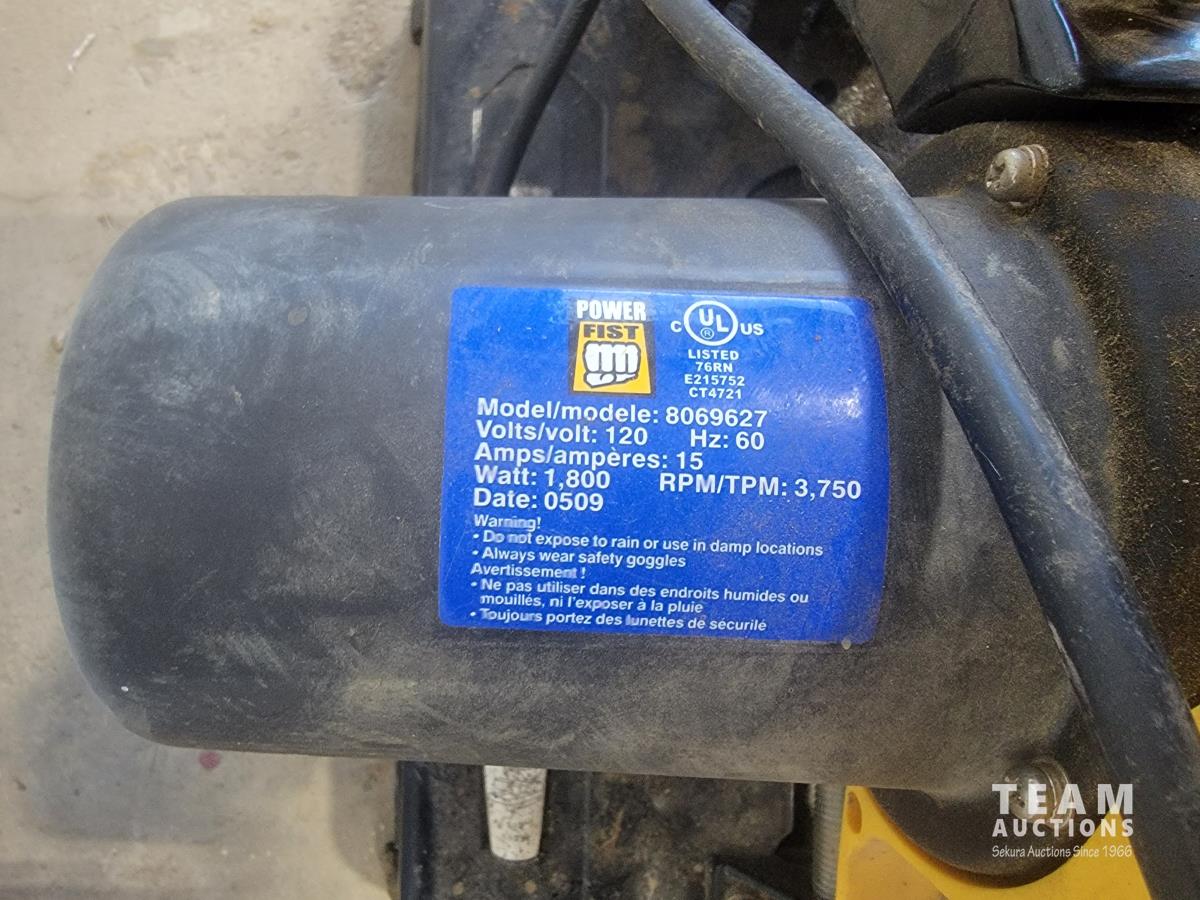 POWER
FIST
C UL US
®
LISTED
76RN
E215752
CT4721
Model/modele: 8069627
Volts/volt: 120 Hz: 60
Amps/ampères: 15
Watt: 1,800 RPM/TPM: 3,750
Date: 0509
Warning!
• Do not expose to rain or use in damp locations
• Always wear safety goggles
Avertissement !
• Ne pas utiliser dans des endroits humides ou
mouillés, ni l'exposer à la pluie
• Toujours portez des lunettes de sécurilé
TEAM
AUCTIONS
Sekura Auctions Since 1966